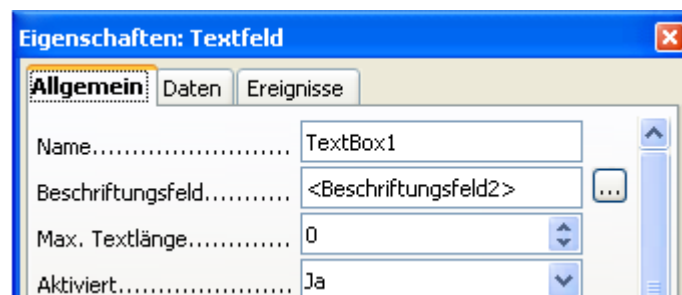 Eigenschaften: Textfeld
Allgemein Daten Ereignisse
Name......................... TextBox1
Beschriftungsfeld........... <Beschriftungsfeld2> ...
Max. Textlänge............. 0
Aktiviert...................... Ja